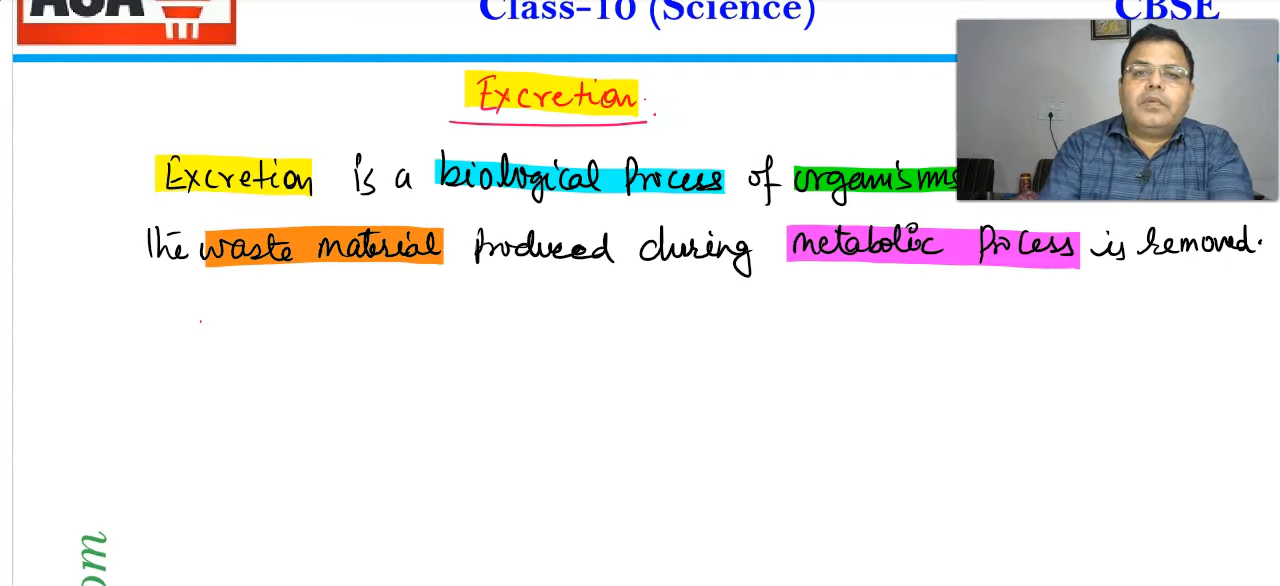 Class-10 (Science)
CBSE
Excretion
Excretion is a biological Process of organisms
The waste material produced during metabolic Process is removed.
om